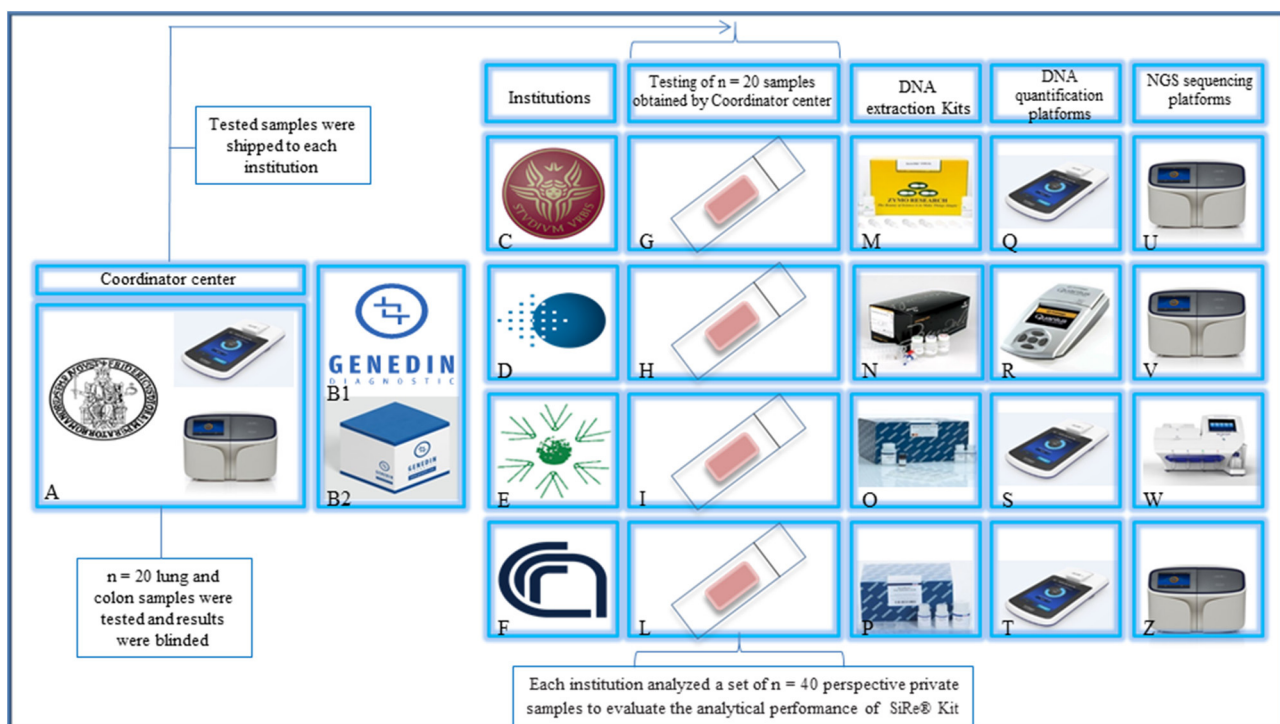 Institutions
Testing of n = 20 samples
obtained by Coordinator center
DNA
extraction Kits
DNA
quantification
platforms
NGS sequencing
platforms
Tested samples were
shipped to each
institution
Coordinator center
A
GENEDIN
DIAGNOSTIC
B1
GENEDIN
GENEDIN
B2
STVDIVM VRBIS
C
G
ZYMO RESEARCH
M
Q
U
D
H
N
Quantus
R
V
E
I
O
S
W
F
L
P
T
Z
n = 20 lung and
colon samples were
tested and results
were blinded
Each institution analyzed a set of n = 40 perspective private
samples to evaluate the analytical performance of SiRe® Kit